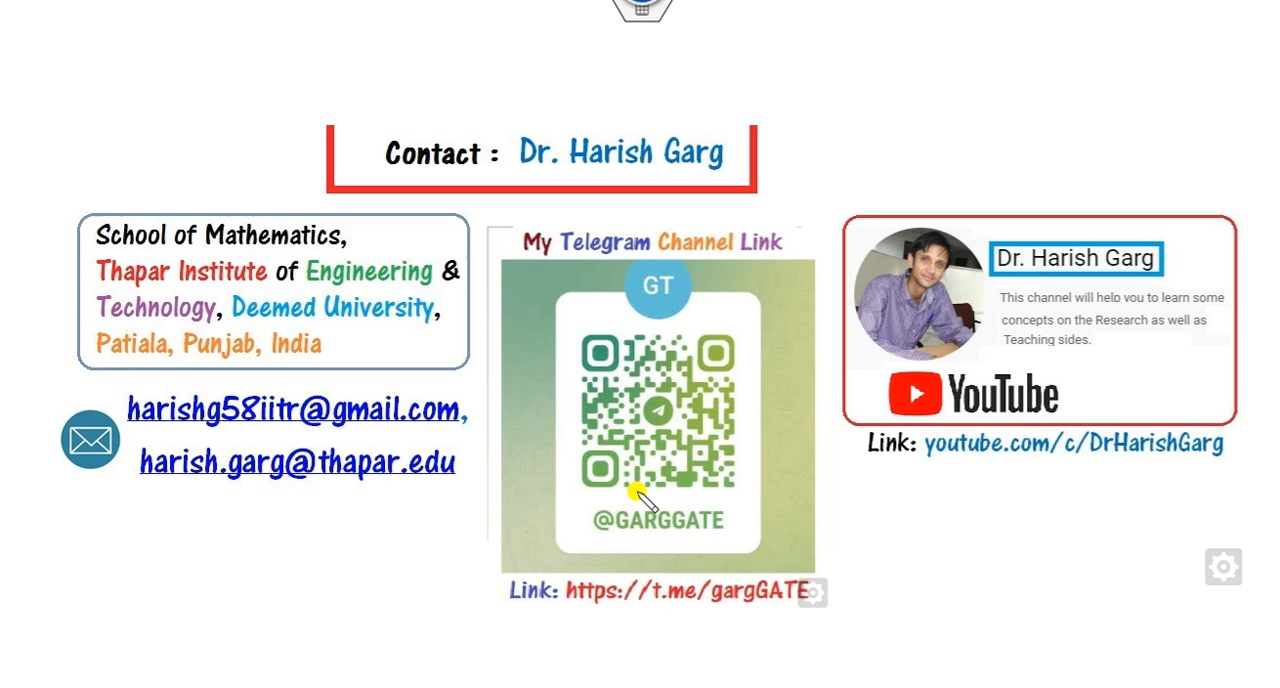 Contact : Dr. Harish Garg
School of Mathematics,
Thapar Institute of Engineering &
Technology, Deemed University,
Patiala, Punjab, India
harishg58iitr@gmail.com,
harish.garg@thapar.edu
My Telegram Channel Link
GT
@GARGGATE
Link: https://t.me/gargGATE
Dr. Harish Garg
This channel will help you to learn some
concepts on the Research as well as
Teaching sides.
YouTube
Link: youtube.com/c/DrHarishGarg